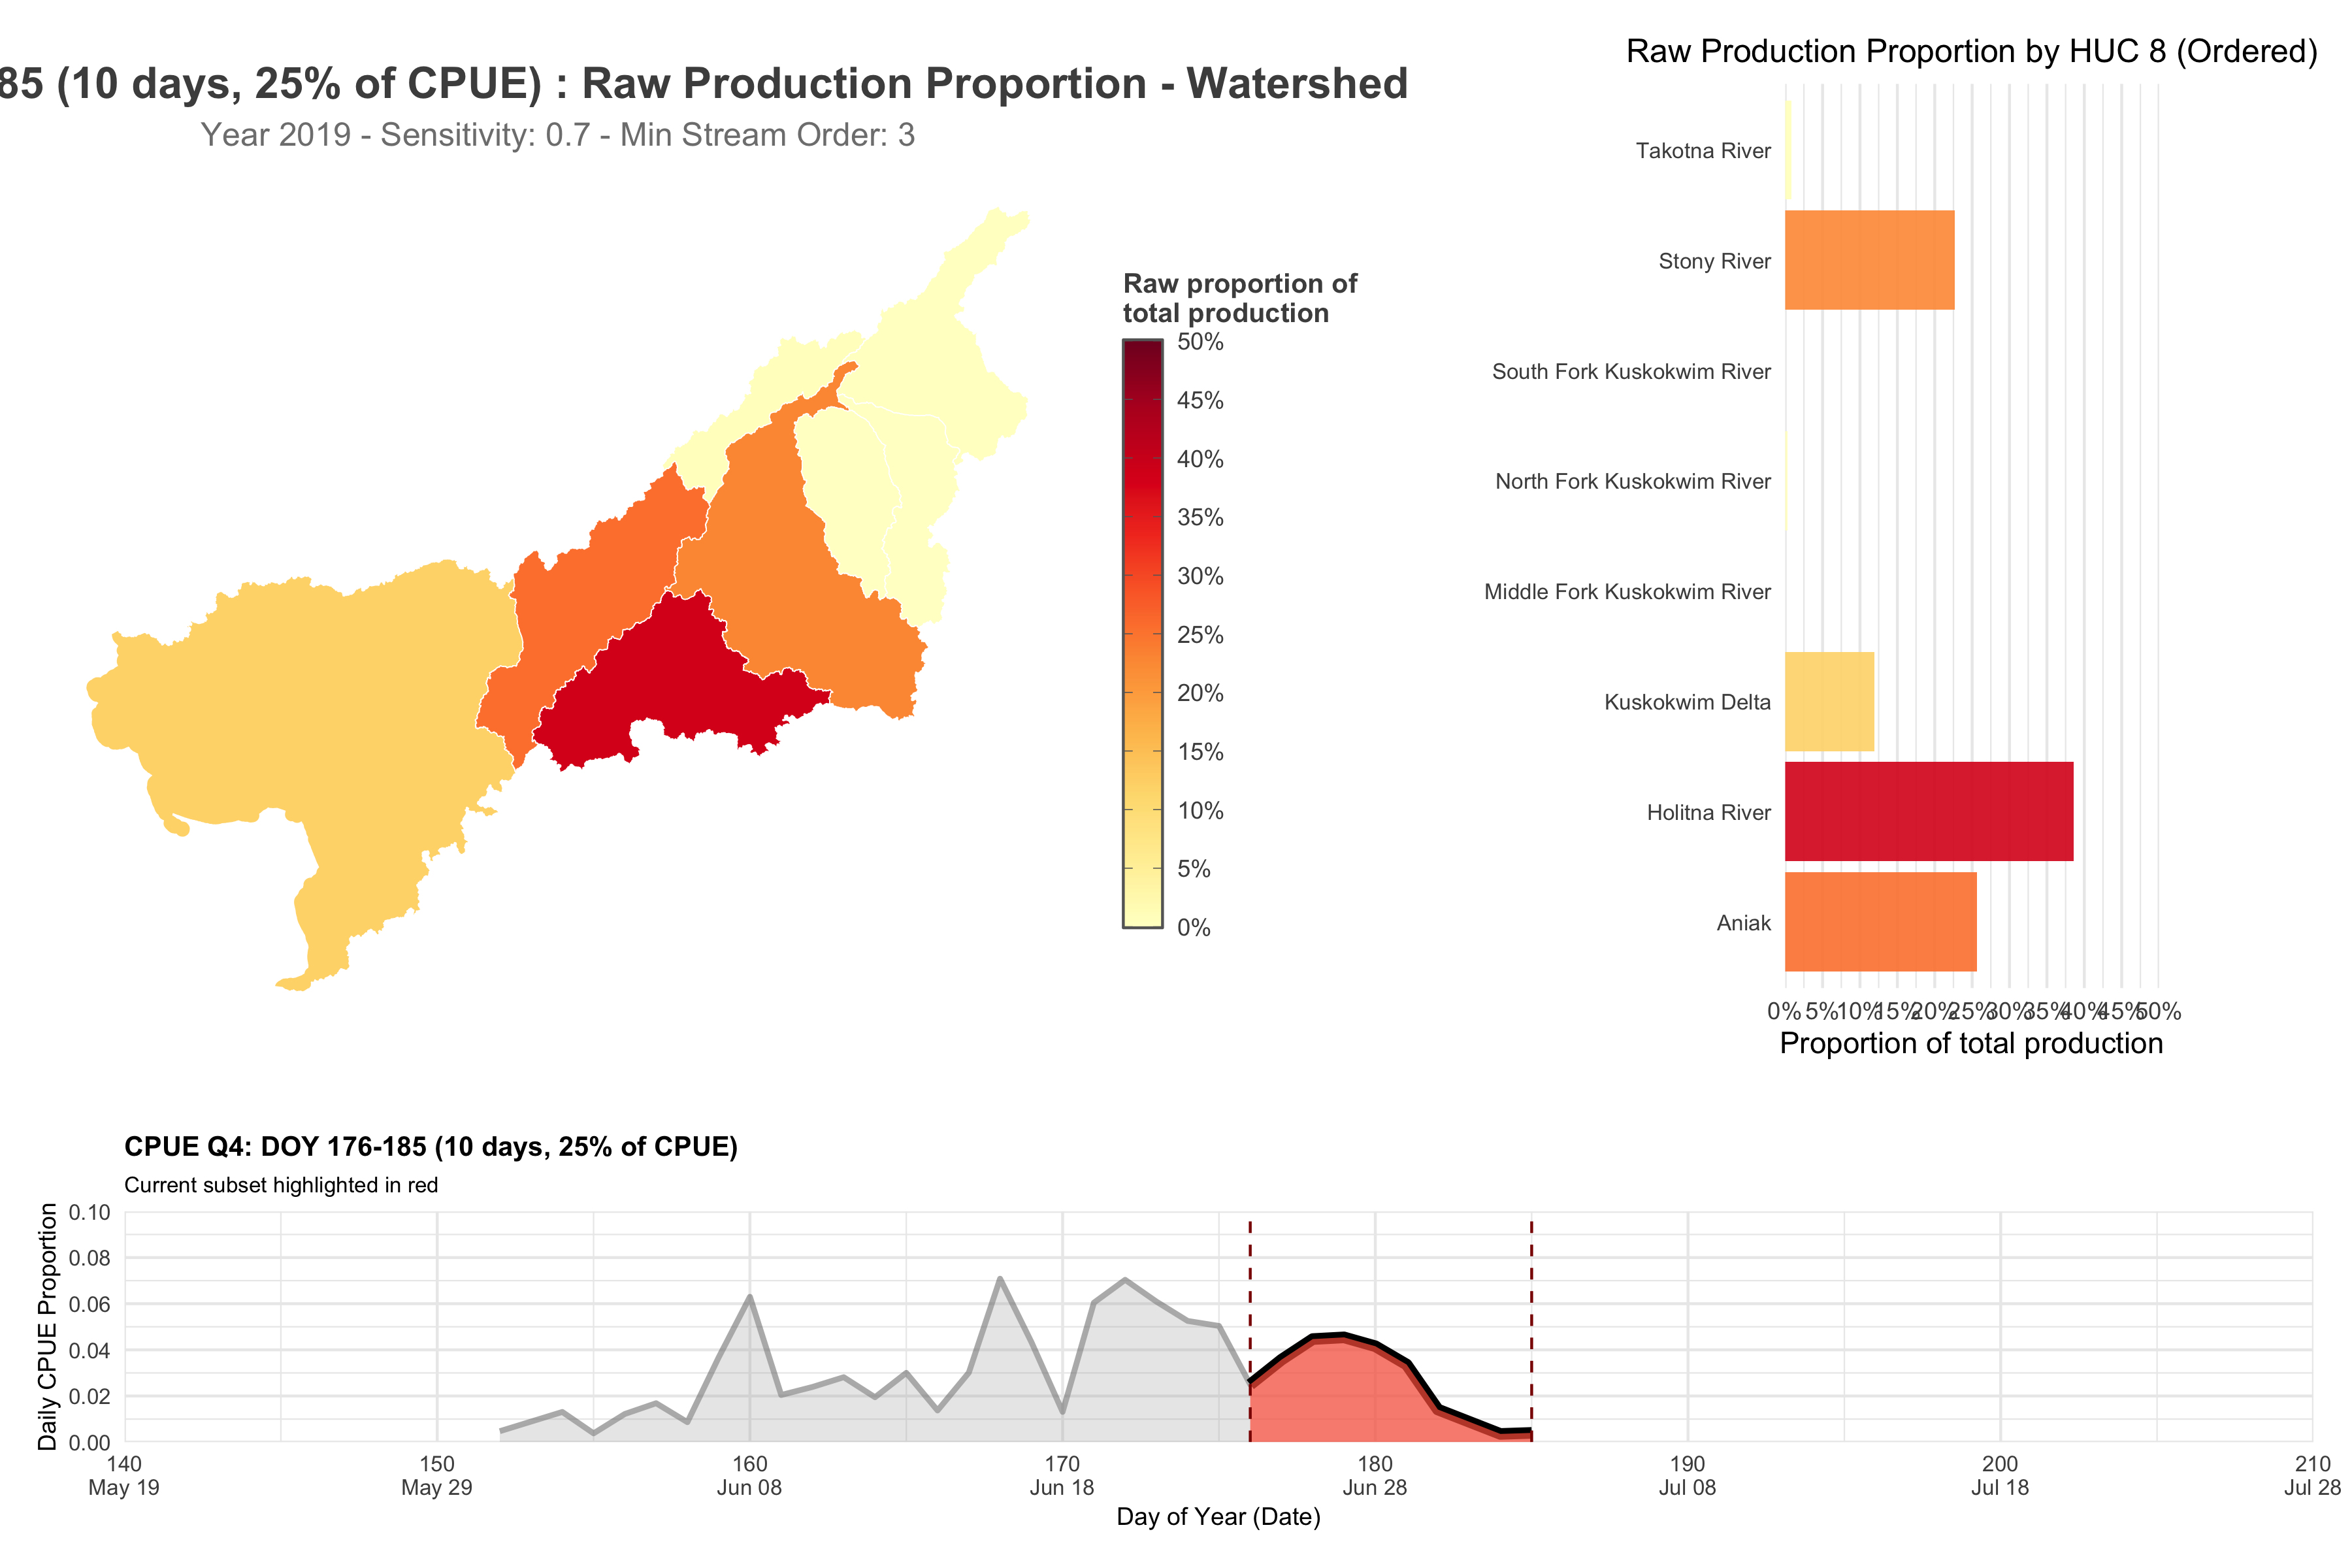 85 (10 days, 25% of CPUE) : Raw Production Proportion - Watershed
Year 2019 - Sensitivity: 0.7 - Min Stream Order: 3
Raw proportion of
total production
50%
45%
40%
35%
30%
25%
20%
15%
10%
5%
0%
Raw Production Proportion by HUC 8 (Ordered)
Takotna River
Stony River
South Fork Kuskokwim River
North Fork Kuskokwim River
Middle Fork Kuskokwim River
Kuskokwim Delta
Holitna River
Aniak
0% 5% 10% 15% 20% 25% 30% 35% 40% 45% 50%
Proportion of total production
CPUE Q4: DOY 176-185 (10 days, 25% of CPUE)
Current subset highlighted in red
Daily CPUE Proportion
0.10
0.08
0.06
0.04
0.02
0.00
140 150 160 170 180 190 200 210
May 19 May 29 Jun 08 Jun 18 Jun 28 Jul 08 Jul 18 Jul 28
Day of Year (Date)